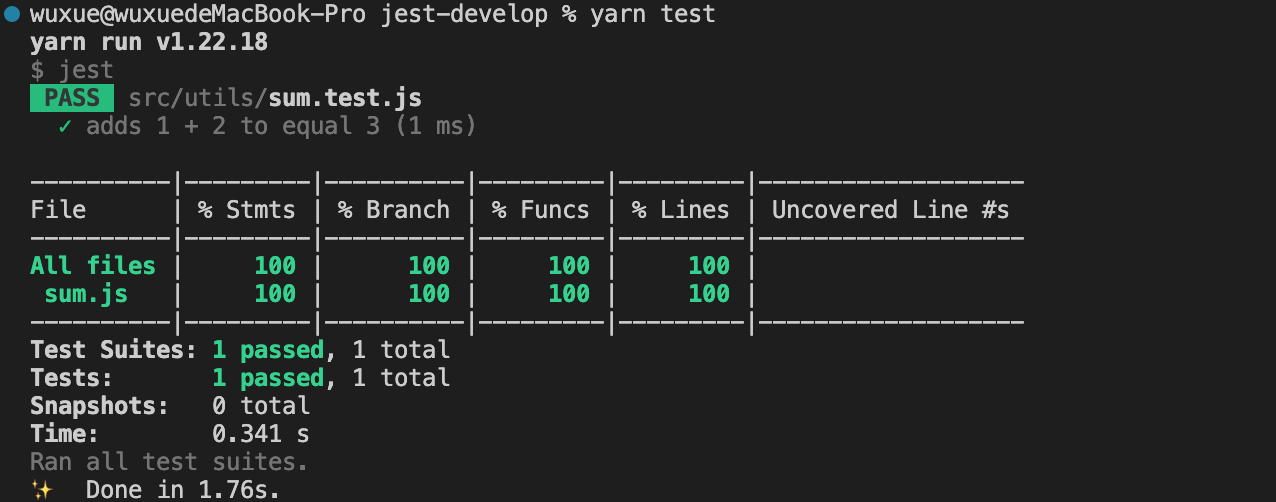 wuxue@wuxuedeMacBook-Pro jest-develop % yarn test
yarn run v1.22.18
$ jest
PASS src/utils/sum.test.js
✓ adds 1 + 2 to equal 3 (1 ms)
----------|---------|----------|---------|---------|-------------------
File      | % Stmts | % Branch | % Funcs | % Lines | Uncovered Line #s
----------|---------|----------|---------|---------|-------------------
All files |     100 |      100 |     100 |     100 |
 sum.js   |     100 |      100 |     100 |     100 |
----------|---------|----------|---------|---------|-------------------
Test Suites: 1 passed, 1 total
Tests:       1 passed, 1 total
Snapshots:   0 total
Time:        0.341 s
Ran all test suites.
✨  Done in 1.76s.